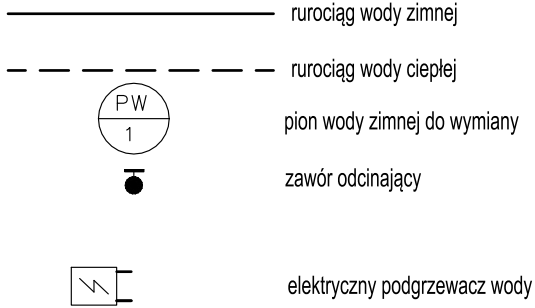 rurociąg wody zimnej
rurociąg wody ciepłej
PW
1
pion wody zimnej do wymiany
zawór odcinający
elektryczny podgrzewacz wody